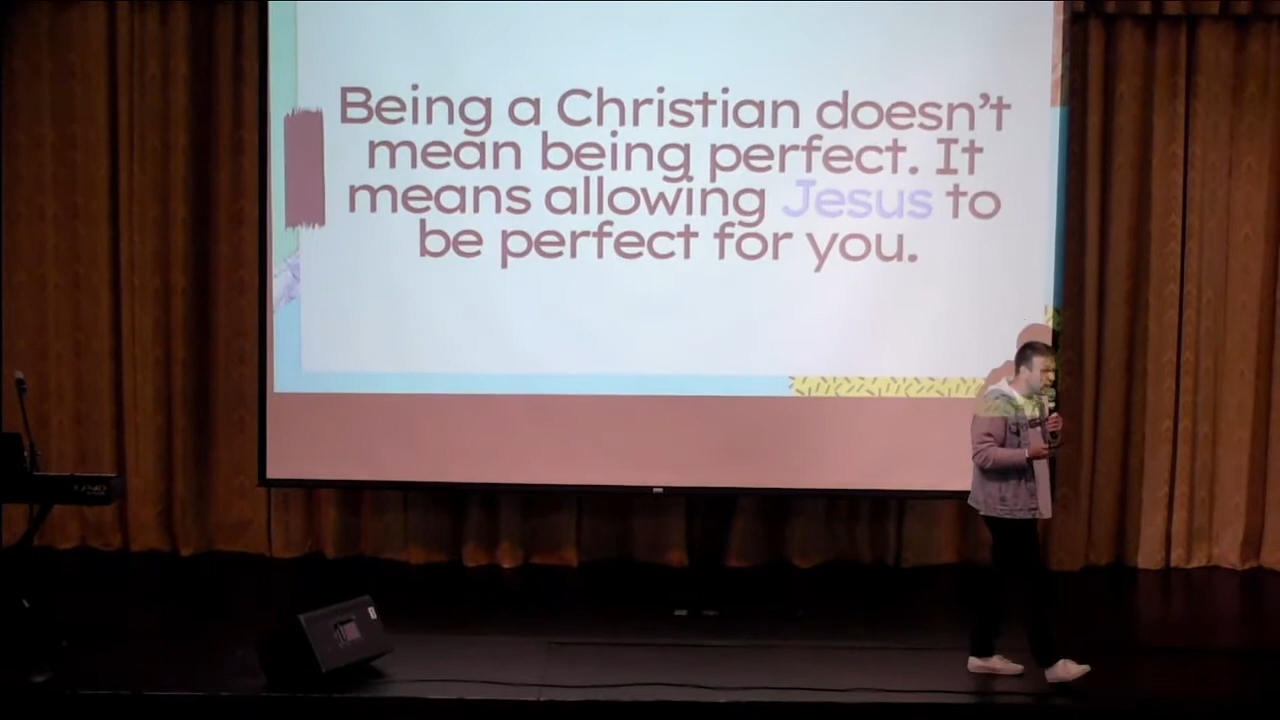 Being a Christian doesn't
mean being perfect. It
means allowing Jesus to
be perfect for you.